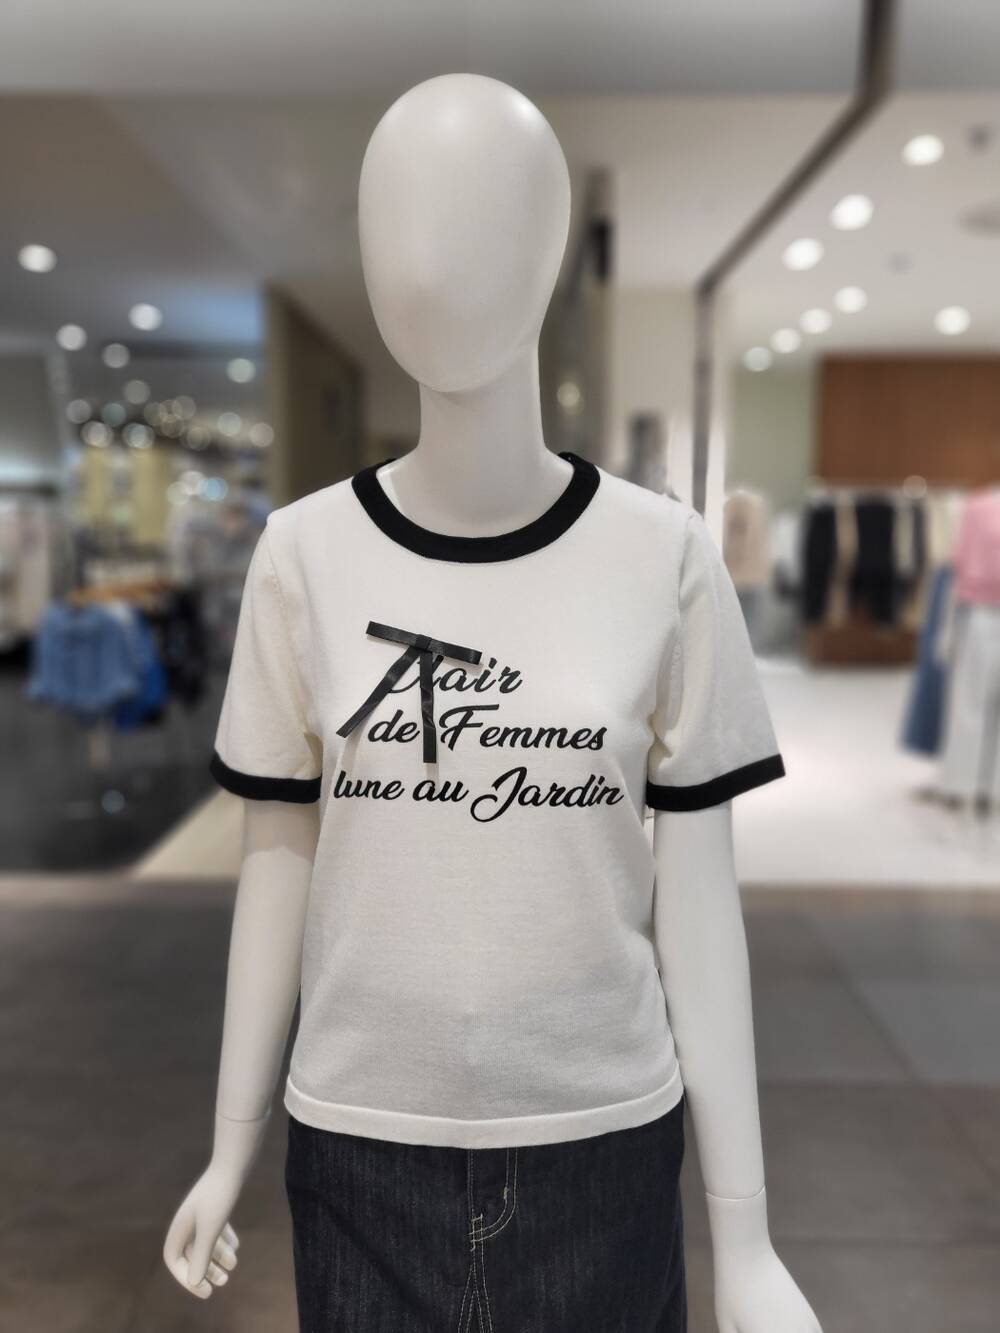 de Femmes
lune au Jardin